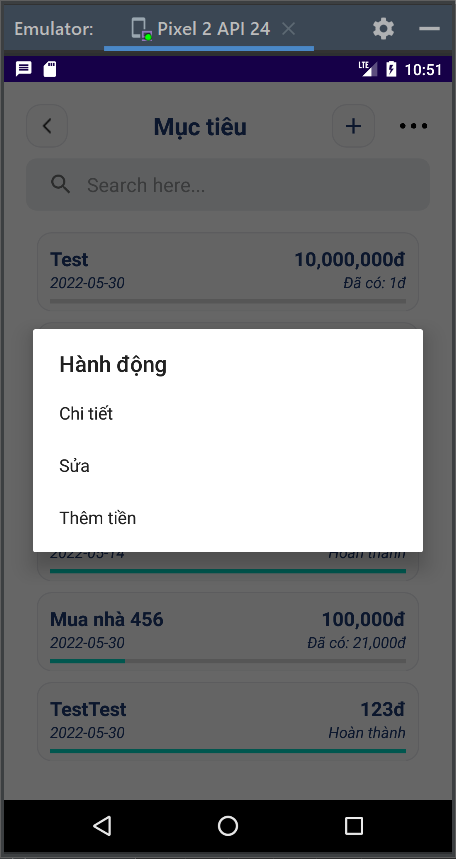 Emulator: Pixel 2 API 24
LTE 10:51
Mục tiêu
Search here...
Test 10,000,000đ
2022-05-30 Đã có: 1đ
Hành động
Chi tiết
Sửa
Thêm tiền
2022-05-14 Hoàn thành
Mua nhà 456 100,000đ
2022-05-30 Đã có: 21,000đ
TestTest 123đ
2022-05-30 Hoàn thành